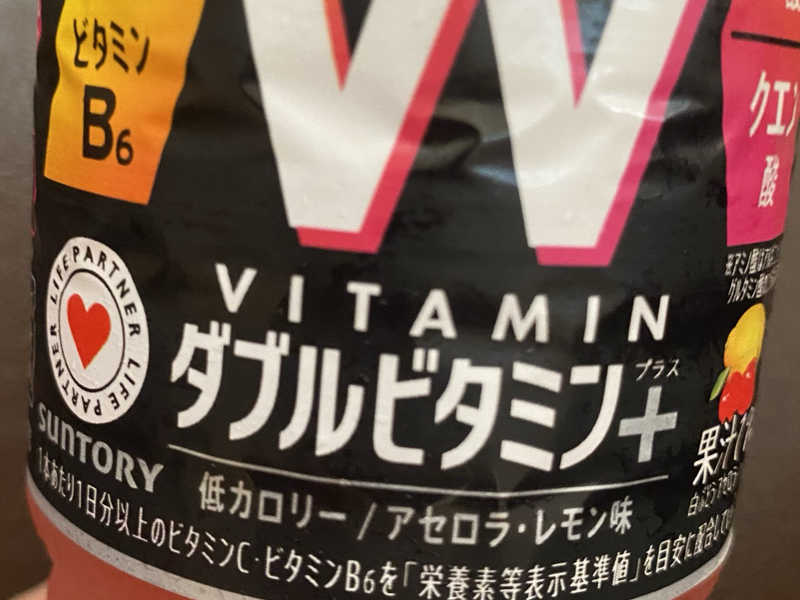 ビタミン
B6
W
クエン
酸
VITAMIN
ダブルビタミン
プラス
+
LIFE PARTNER LIFE PARTNER
SUNTORY
低カロリー / アセロラ・レモン味
果汁
1本あたり1日分以上のビタミンC・ビタミンB6を「栄養素等表示基準値」を目安に配合してい